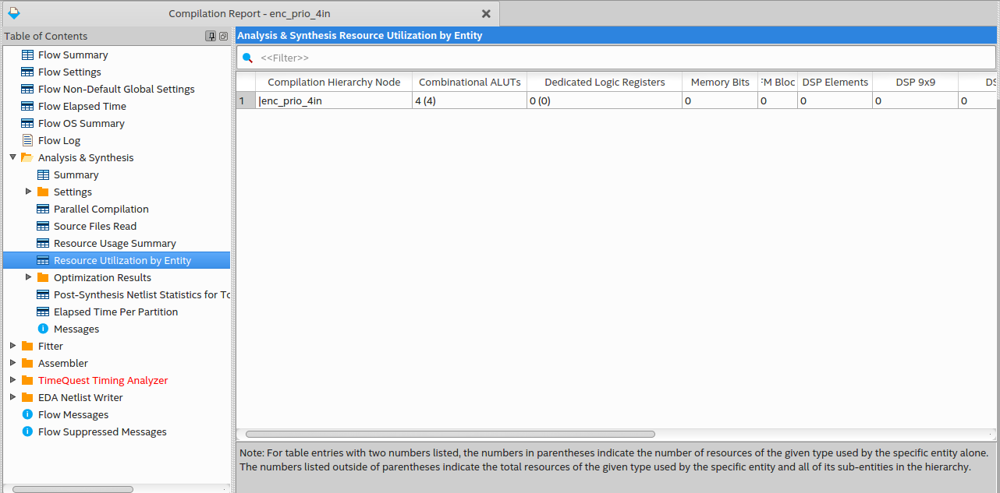 Compilation Report - enc_prio_4in
Table of Contents
Flow Summary
Flow Settings
Flow Non-Default Global Settings
Flow Elapsed Time
Flow OS Summary
Flow Log
Analysis & Synthesis
Summary
Settings
Parallel Compilation
Source Files Read
Resource Usage Summary
Resource Utilization by Entity
Optimization Results
Post-Synthesis Netlist Statistics for To
Elapsed Time Per Partition
Messages
Fitter
Assembler
TimeQuest Timing Analyzer
EDA Netlist Writer
Flow Messages
Flow Suppressed Messages
Analysis & Synthesis Resource Utilization by Entity
<<Filter>>
Compilation Hierarchy Node Combinational ALUTs Dedicated Logic Registers Memory Bits M Bloc DSP Elements DSP 9x9 DS
1 |enc_prio_4in 4 (4) 0 (0) 0 0 0 0 0
Note: For table entries with two numbers listed, the numbers in parentheses indicate the number of resources of the given type used by the specific entity alone.
The numbers listed outside of parentheses indicate the total resources of the given type used by the specific entity and all of its sub-entities in the hierarchy.